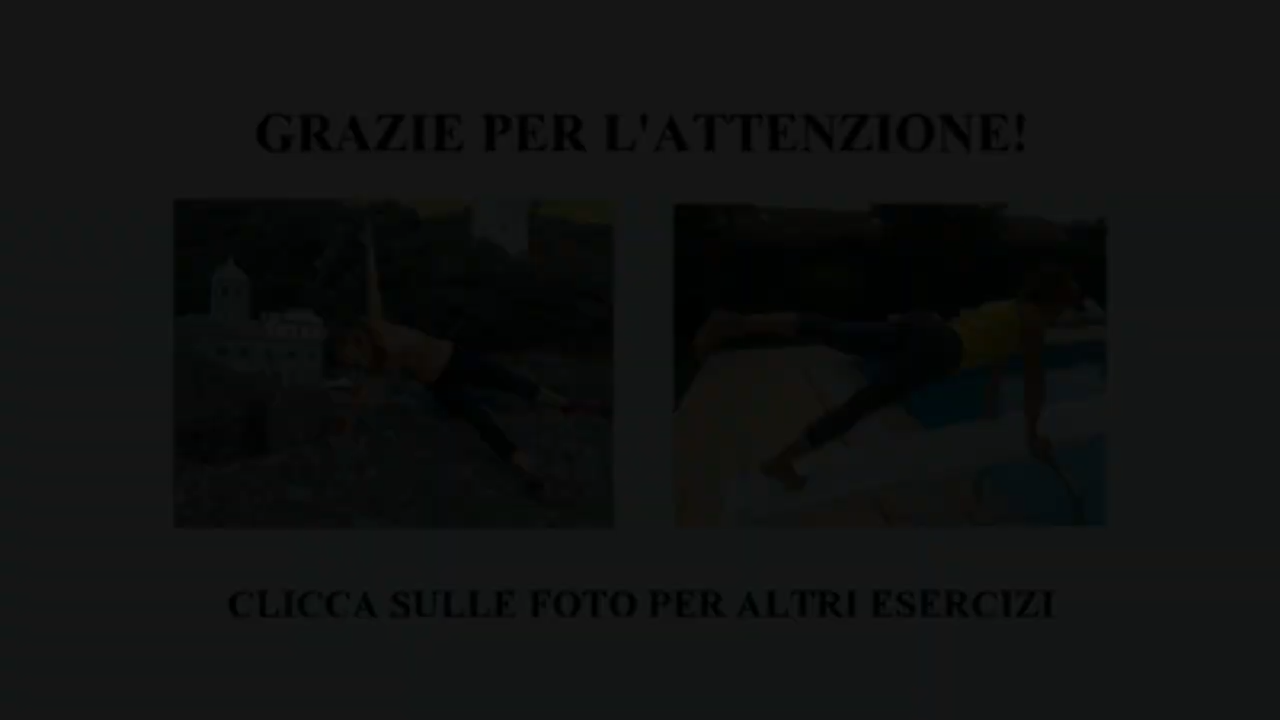 GRAZIE PER L'ATTENZIONE!
CLICCA SULLE FOTO PER ALTRI ESERCIZI